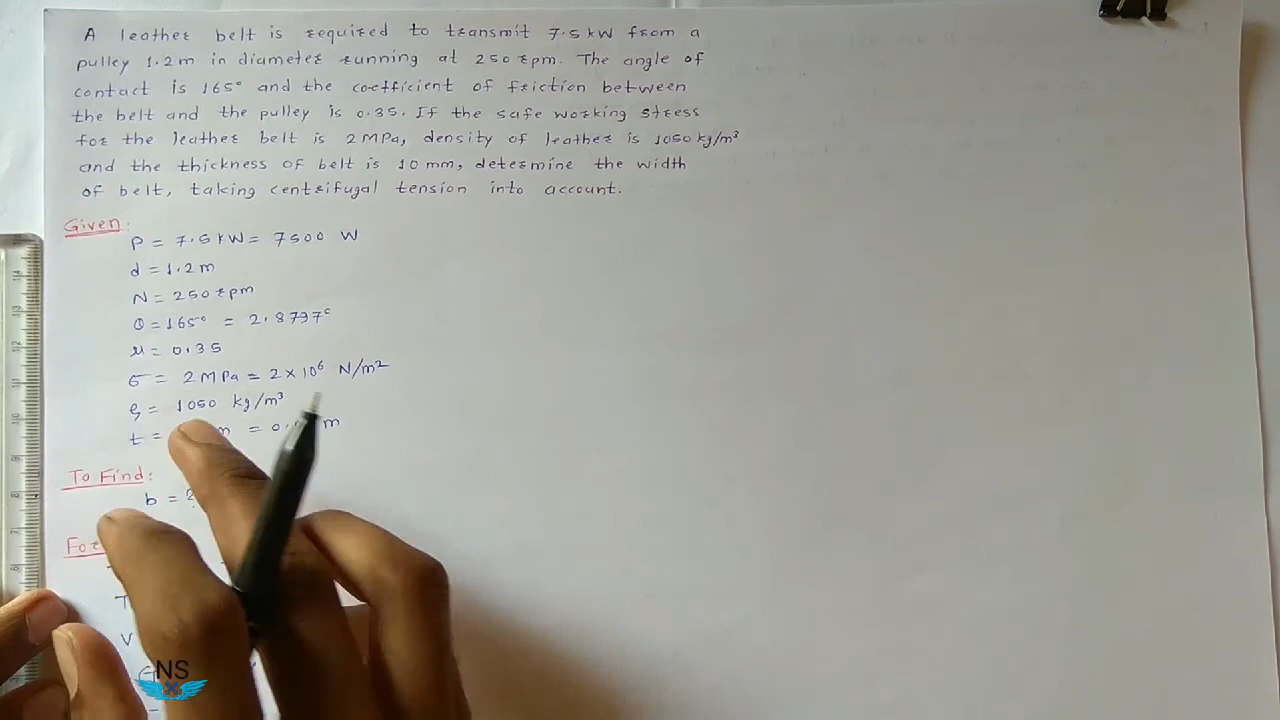 A leather belt is required to transmit 7.5 kW from a
pulley 1.2 m in diameter running at 250 rpm. The angle of
contact is 165° and the coefficient of friction between
the belt and the pulley is 0.35. If the safe working stress
for the leather belt is 2 MPa, density of leather is 1050 kg/m³
and the thickness of belt is 10 mm, determine the width
of belt, taking centrifugal tension into account.
Given:
P = 7.5 kW = 7500 W
d = 1.2 m
N = 250 rpm
θ = 165° = 2.8797ᶜ
μ = 0.35
σ = 2 MPa = 2 × 10⁶ N/m²
ρ = 1050 kg/m³
t = m = 0. m
To Find:
b = ?
T
V
NS